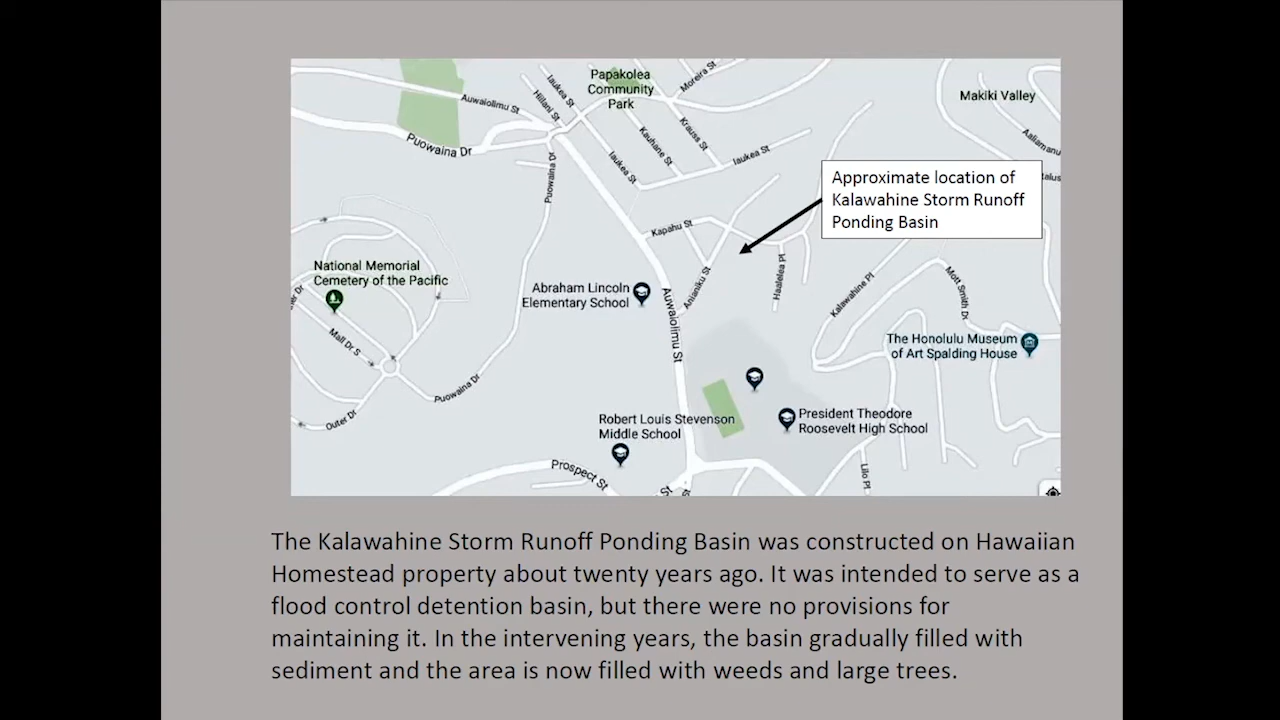 Papakolea
Community
Park
Moreira St
Makiki Valley
Iaukea St
Hiilani St
Auwaiolimu St
Krauss St
Kauhane St
Puowaina Dr
Iaukea St
Iaukea St
Puowaina Dr
Approximate location of
Kalawahine Storm Runoff
Ponding Basin
Kapahu St
National Memorial
Cemetery of the Pacific
Abraham Lincoln
Elementary School
Anianiku St
Haalelea Pl
Kalawahine Pl
Mott Smith Dr
Auwaiolimu St
Mall Dr S
The Honolulu Museum
of Art Spalding House
Puowaina Dr
Outer Dr
Robert Louis Stevenson
Middle School
President Theodore
Roosevelt High School
Prospect St
Lilo Pl
The Kalawahine Storm Runoff Ponding Basin was constructed on Hawaiian
Homestead property about twenty years ago. It was intended to serve as a
flood control detention basin, but there were no provisions for
maintaining it. In the intervening years, the basin gradually filled with
sediment and the area is now filled with weeds and large trees.